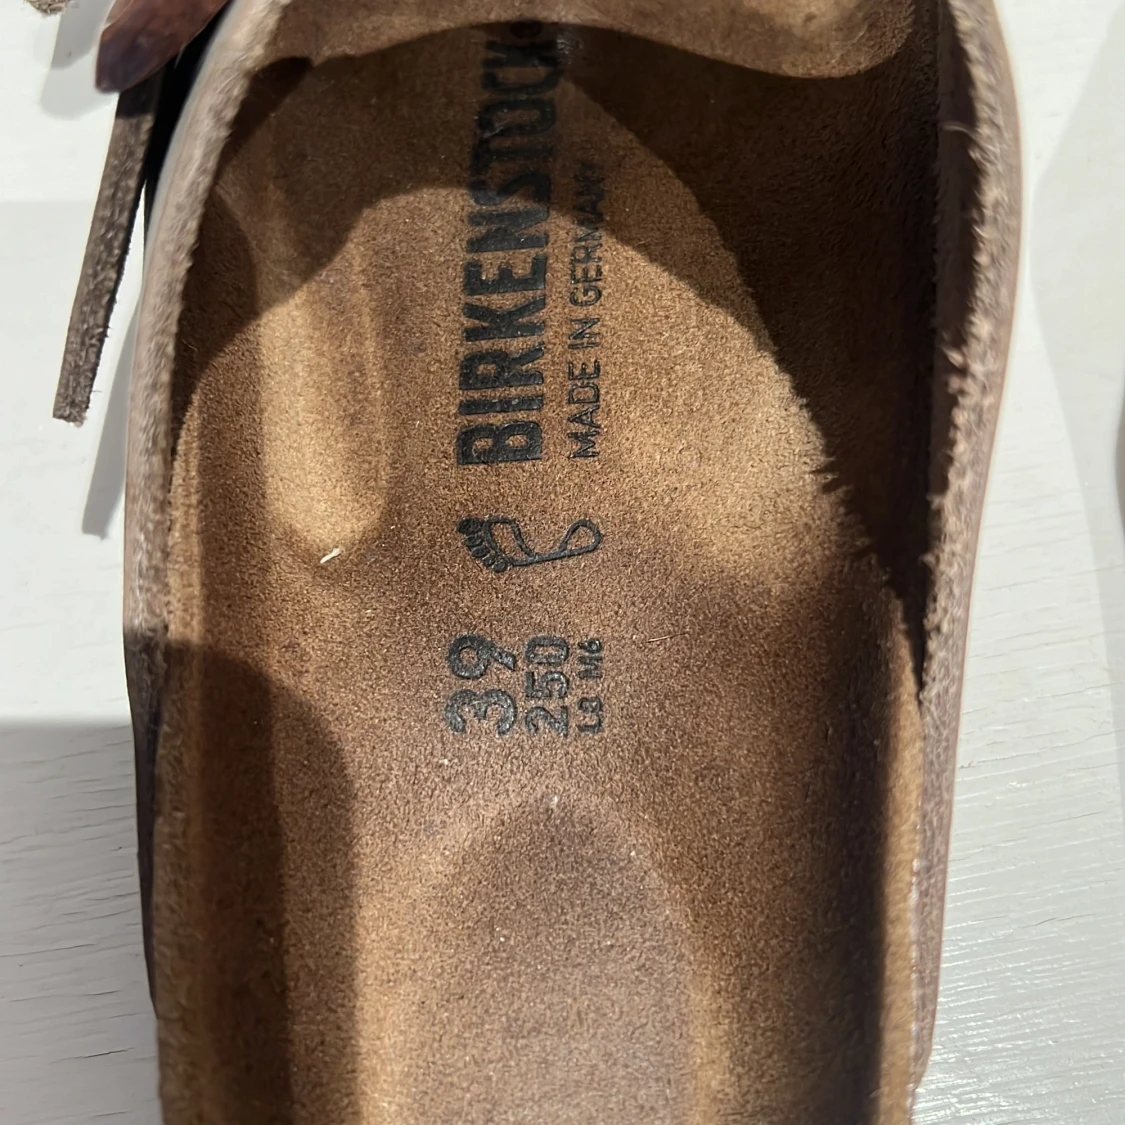 BIRKENSTOCK®
MADE IN GERMANY
39
250
L8 M6